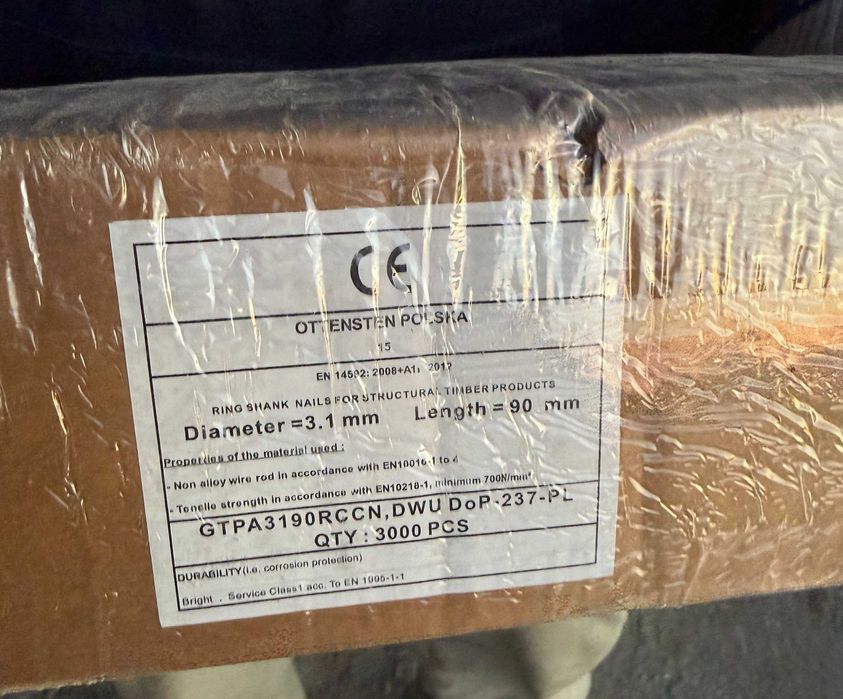 CE
OTTENSTEN POLSKA
15
EN 14592: 2008+A1: 2012
RING SHANK NAILS FOR STRUCTURAL TIMBER PRODUCTS
Diameter =3.1 mm Length = 90 mm
Properties of the material used :
- Non alloy wire rod in accordance with EN10016-1 to 4
- Tensile strength in accordance with EN10218-1, minimum 700N/mm²
GTPA3190RCCN,DWU DoP-237-PL
QTY : 3000 PCS
DURABILITY(i.e. corrosion protection)
Bright , Service Class1 acc. To EN 1995-1-1